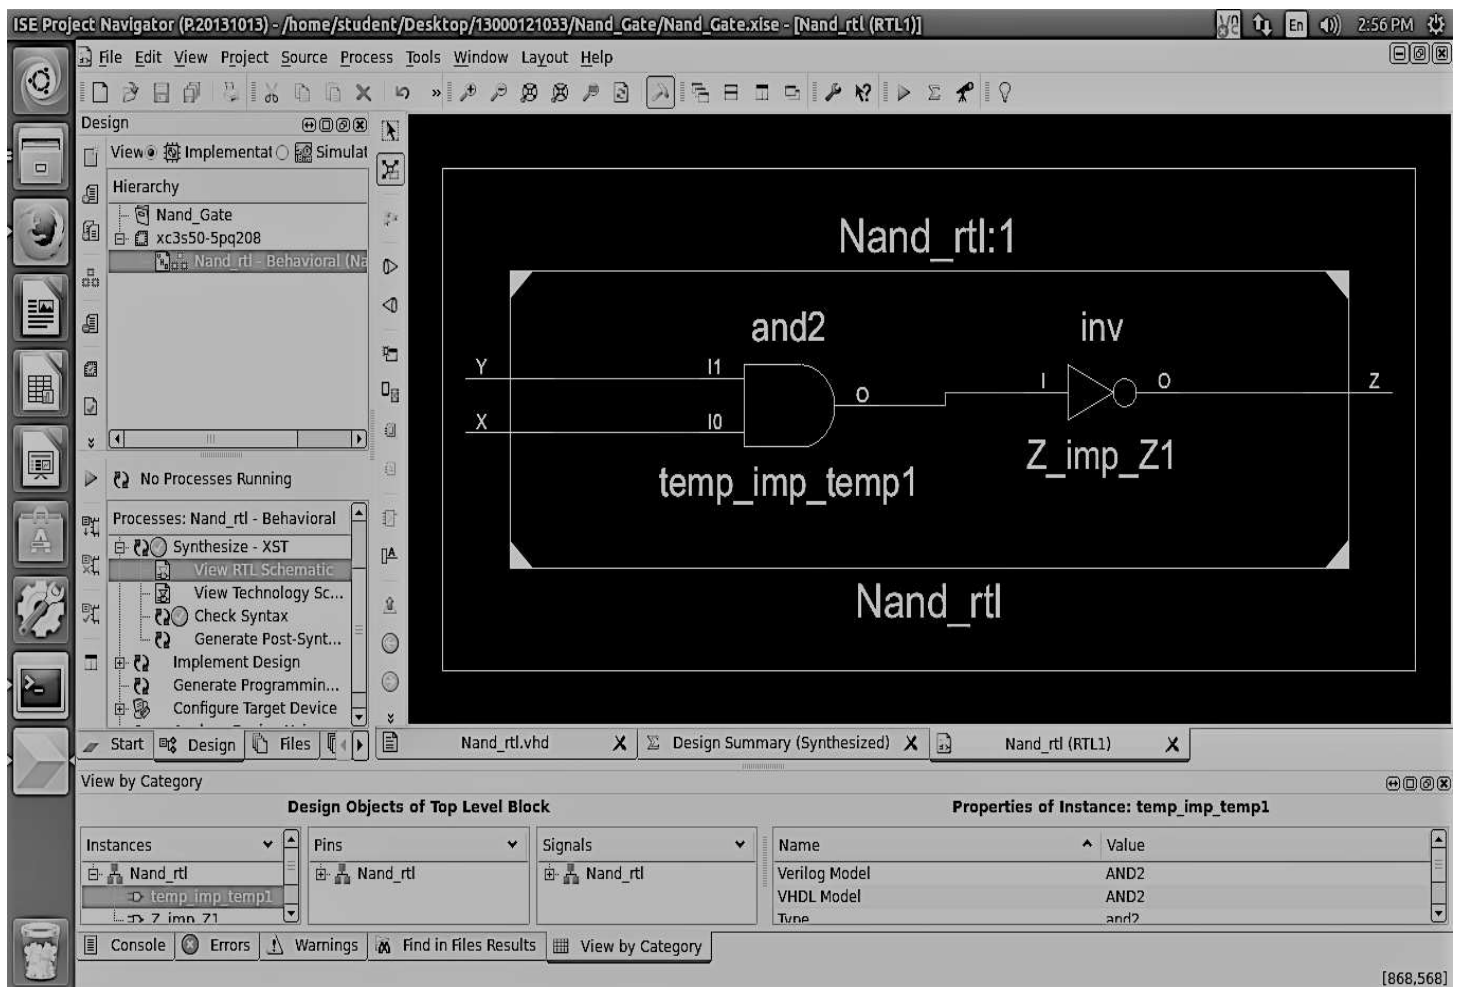 ISE Project Navigator (P.20131013) - /home/student/Desktop/13000121033/Nand_Gate/Nand_Gate.xise - [Nand_rtl (RTL1)]
En 2:56 PM
File Edit View Project Source Process Tools Window Layout Help
Design
View Implementat Simulat
Hierarchy
Nand_Gate
xc3s50-5pq208
Nand_rtl - Behavioral (Na
No Processes Running
Processes: Nand_rtl - Behavioral
Synthesize - XST
View RTL Schematic
View Technology Sc...
Check Syntax
Generate Post-Synt...
Implement Design
Generate Programmin...
Configure Target Device
Start Design Files
Nand_rtl:1
and2 inv
Y I1 O I O Z
X I0
temp_imp_temp1 Z_imp_Z1
Nand_rtl
Nand_rtl.vhd X Design Summary (Synthesized) X Nand_rtl (RTL1) X
View by Category
Design Objects of Top Level Block Properties of Instance: temp_imp_temp1
Instances Pins Signals Name Value
Nand_rtl Nand_rtl Nand_rtl Verilog Model AND2
temp_imp_temp1 VHDL Model AND2
Z_imp_Z1 Type and2
Console Errors Warnings Find in Files Results View by Category
[868,568]